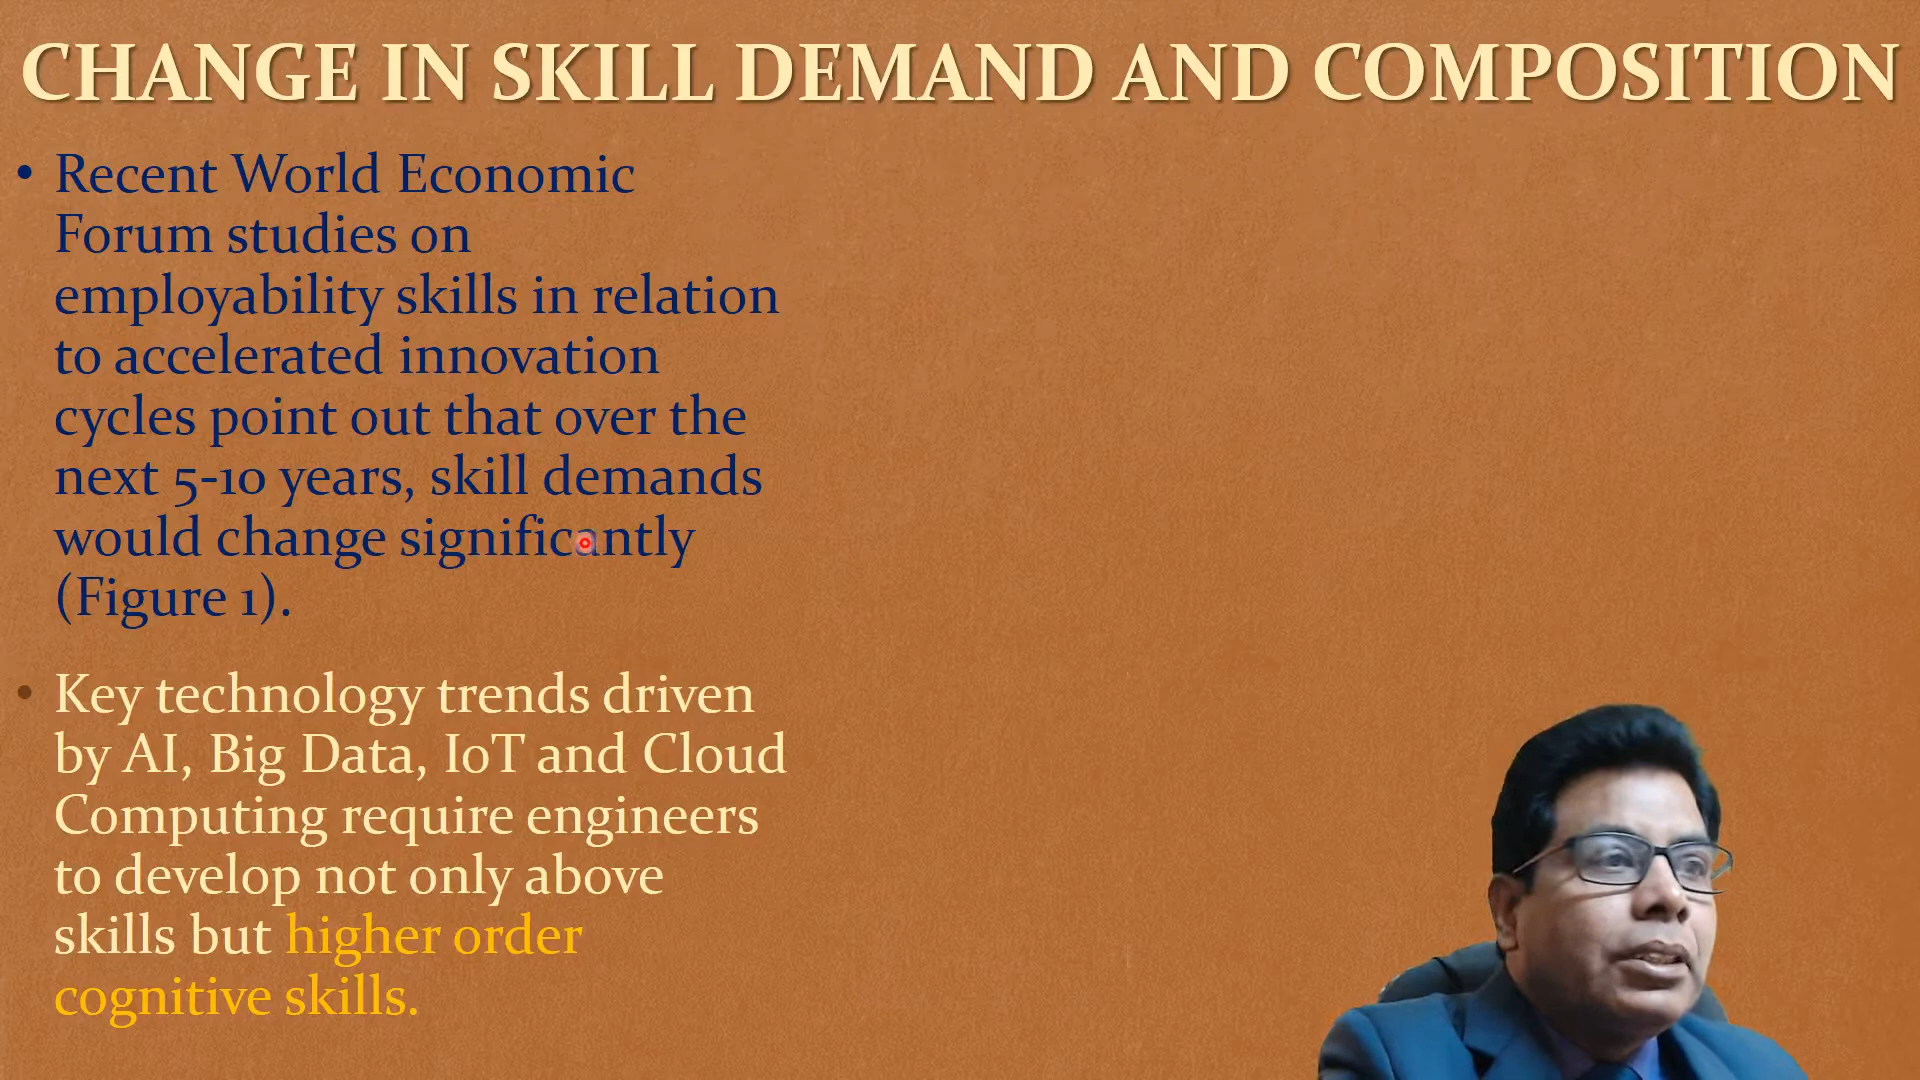 CHANGE IN SKILL DEMAND AND COMPOSITION
• Recent World Economic
Forum studies on
employability skills in relation
to accelerated innovation
cycles point out that over the
next 5-10 years, skill demands
would change significantly
(Figure 1).
• Key technology trends driven
by AI, Big Data, IoT and Cloud
Computing require engineers
to develop not only above
skills but higher order
cognitive skills.